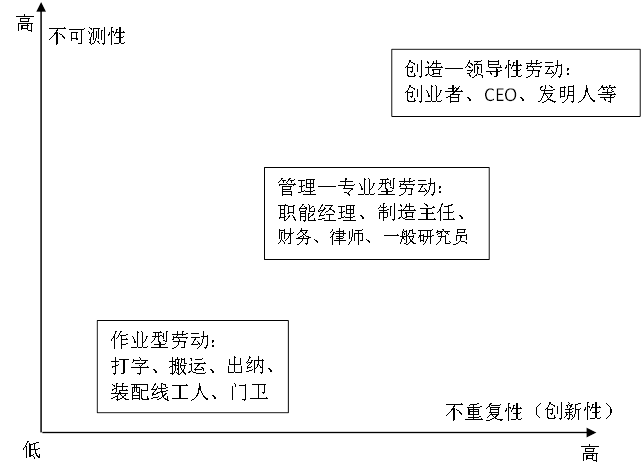 高
不可测性
创造—领导性劳动：
创业者、CEO、发明人等
管理—专业型劳动：
职能经理、制造主任、
财务、律师、一般研究员
作业型劳动：
打字、搬运、出纳、
装配线工人、门卫
不重复性（创新性）
低
高